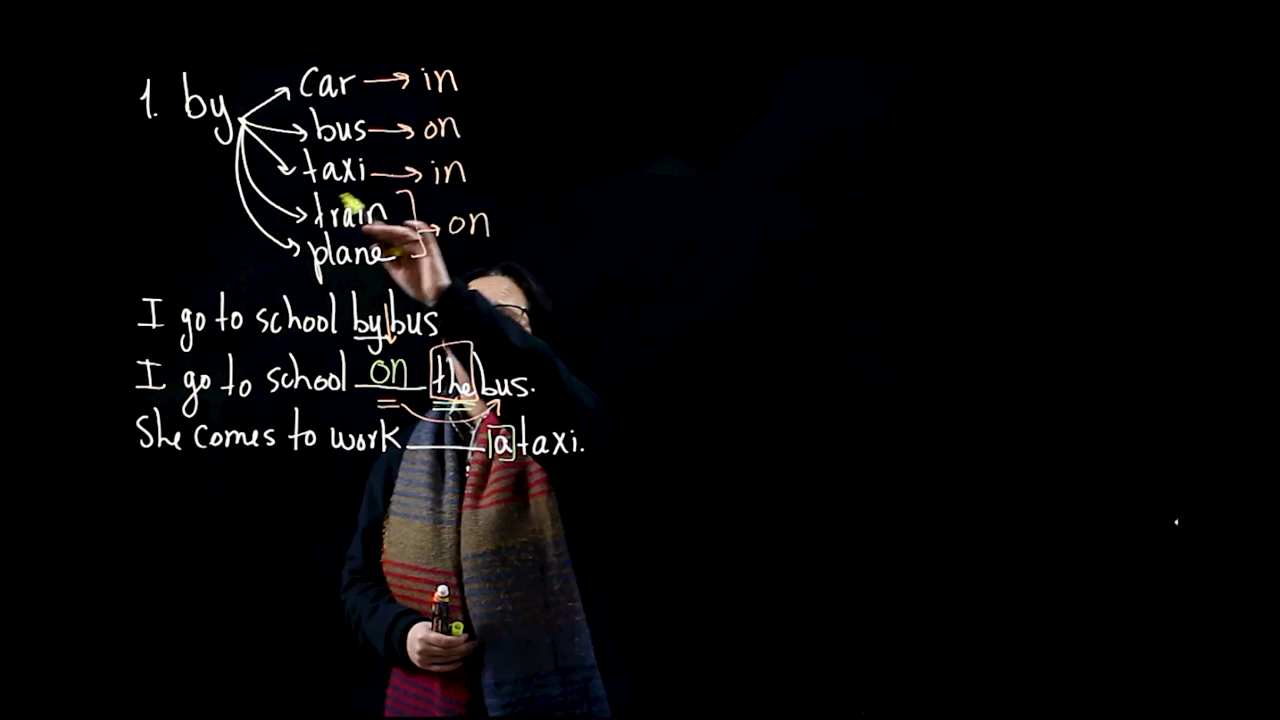 1. by car → in
bus → on
taxi → in
train
plane → on
I go to school by bus
I go to school on the bus.
She comes to work ____ a taxi.